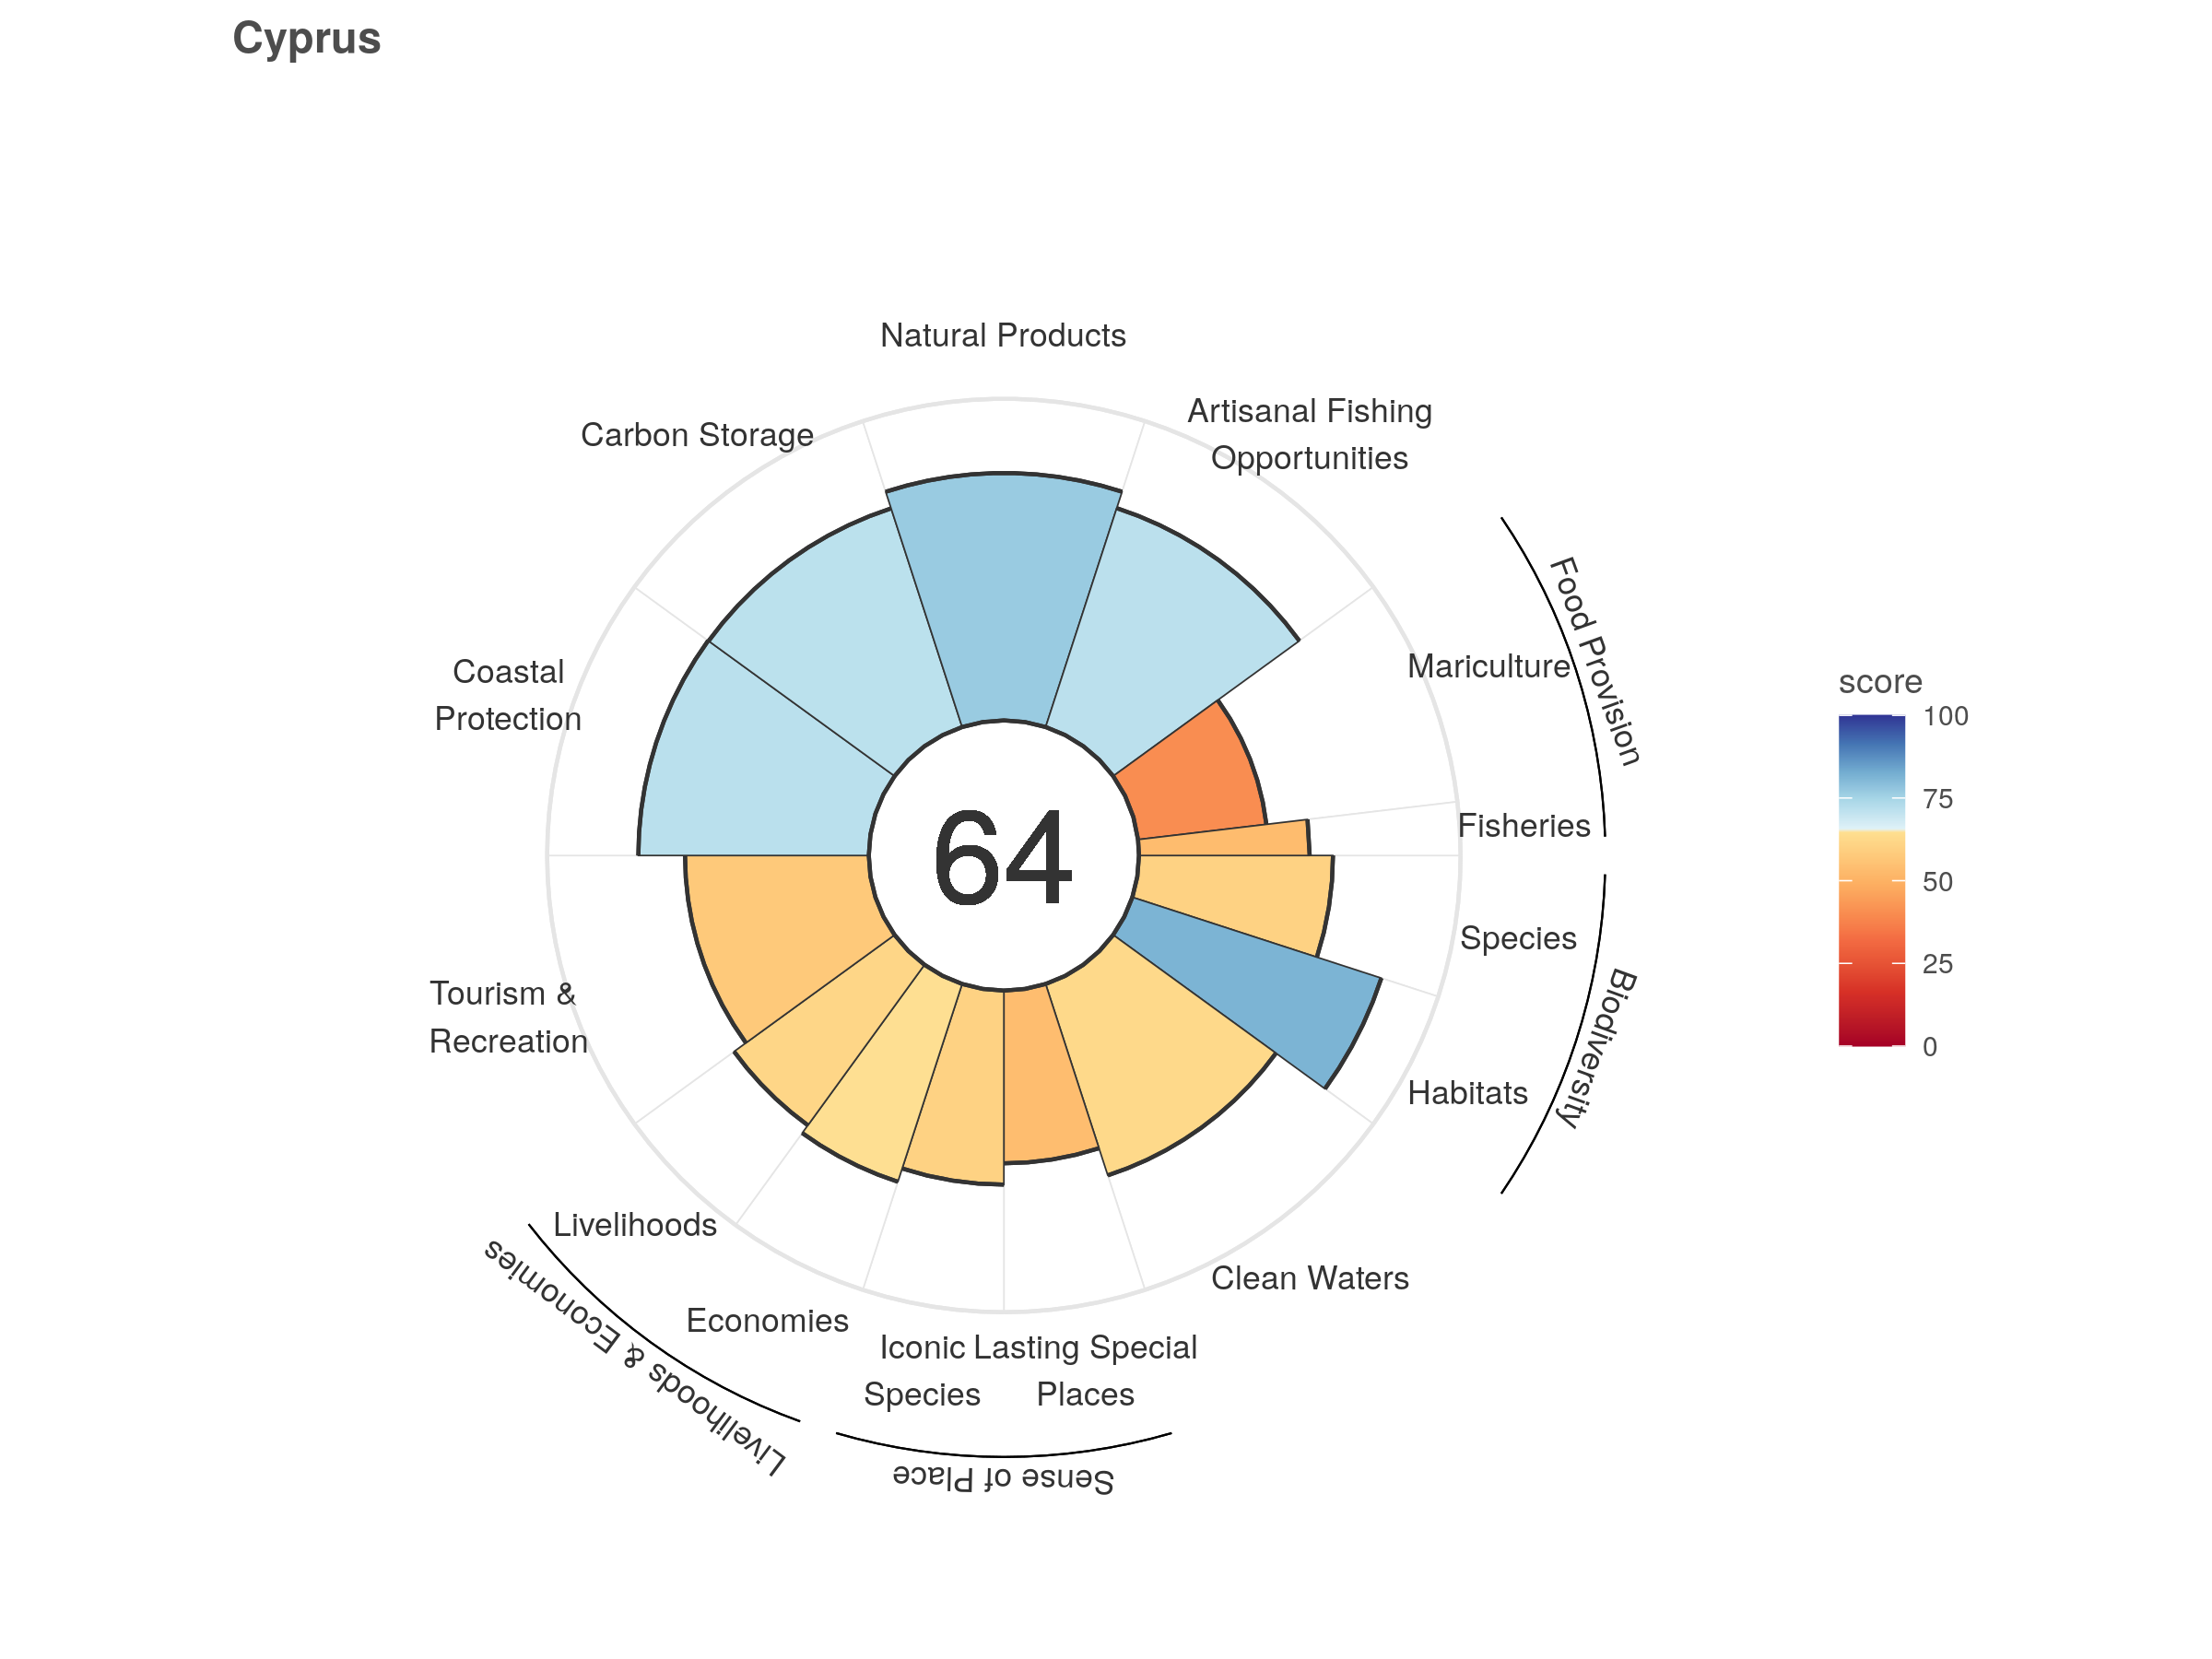 Cyprus
Natural Products
Artisanal Fishing
Opportunities
Carbon Storage
Food Provision
Mariculture
Coastal
Protection
Fisheries
64
Species
Biodiversity
Habitats
Tourism &
Recreation
Clean Waters
Livelihoods
Economies
Livelihoods & Economies
Iconic
Species
Lasting Special
Places
Sense of Place
score
100
75
50
25
0